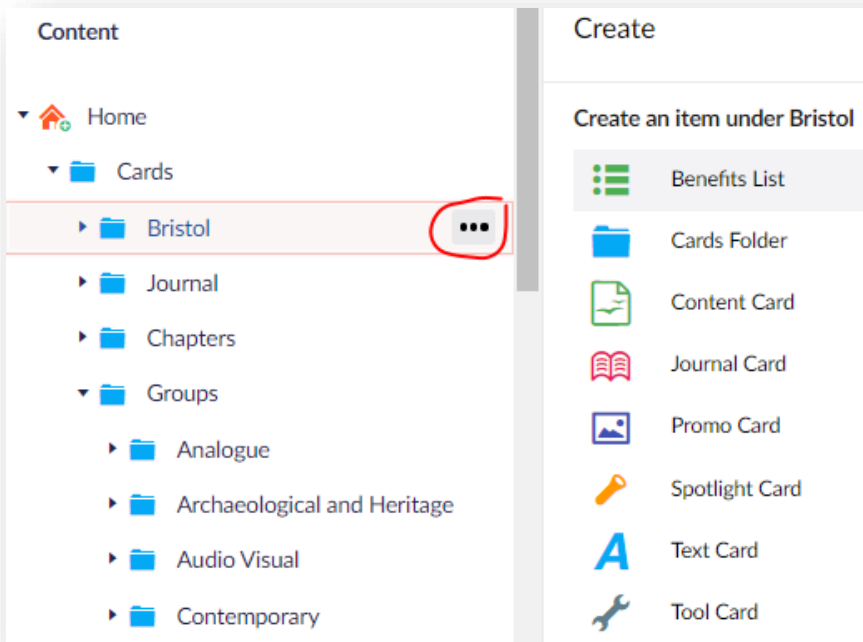 Content
Home
Cards
Bristol
Journal
Chapters
Groups
Analogue
Archaeological and Heritage
Audio Visual
Contemporary
Create
Create an item under Bristol
Benefits List
Cards Folder
Content Card
Journal Card
Promo Card
Spotlight Card
Text Card
Tool Card